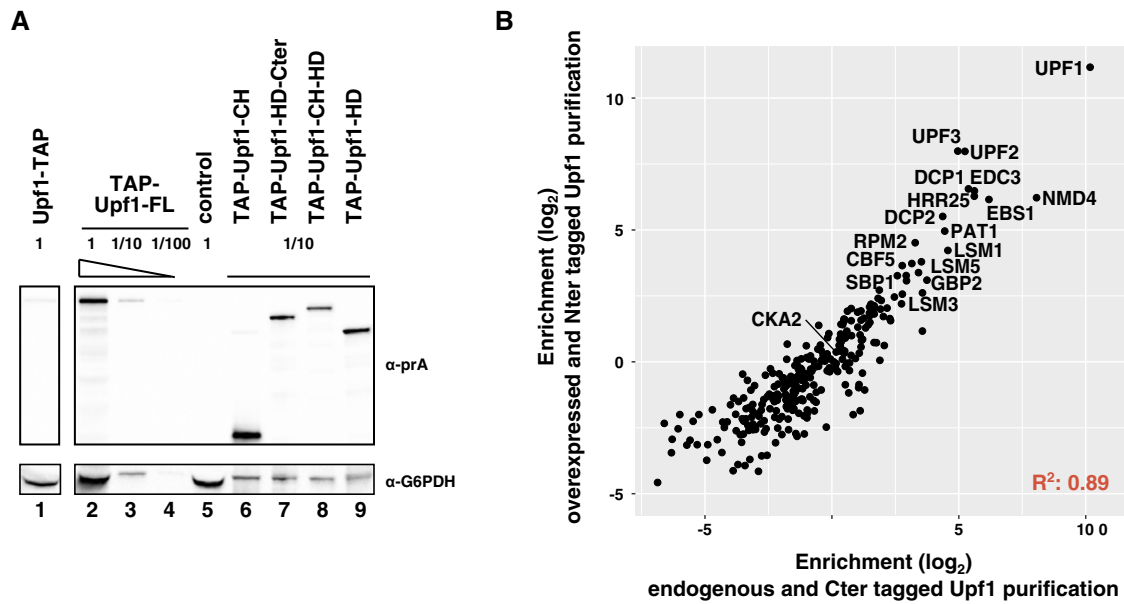 A
Upf1-TAP
TAP-
Upf1-FL
control
TAP-Upf1-CH
TAP-Upf1-HD-Cter
TAP-Upf1-CH-HD
TAP-Upf1-HD
1 1 1/10 1/100 1 1/10
α-prA
α-G6PDH
1 2 3 4 5 6 7 8 9
B
Enrichment (log2)
overexpressed and Nter tagged Upf1 purification
10
5
0
-5
UPF1
UPF3
UPF2
DCP1 EDC3
HRR25
NMD4
EBS1
DCP2
PAT1
RPM2
LSM1
CBF5
LSM5
SBP1
GBP2
LSM3
CKA2
R²: 0.89
-5 5 10 0
Enrichment (log2)
endogenous and Cter tagged Upf1 purification